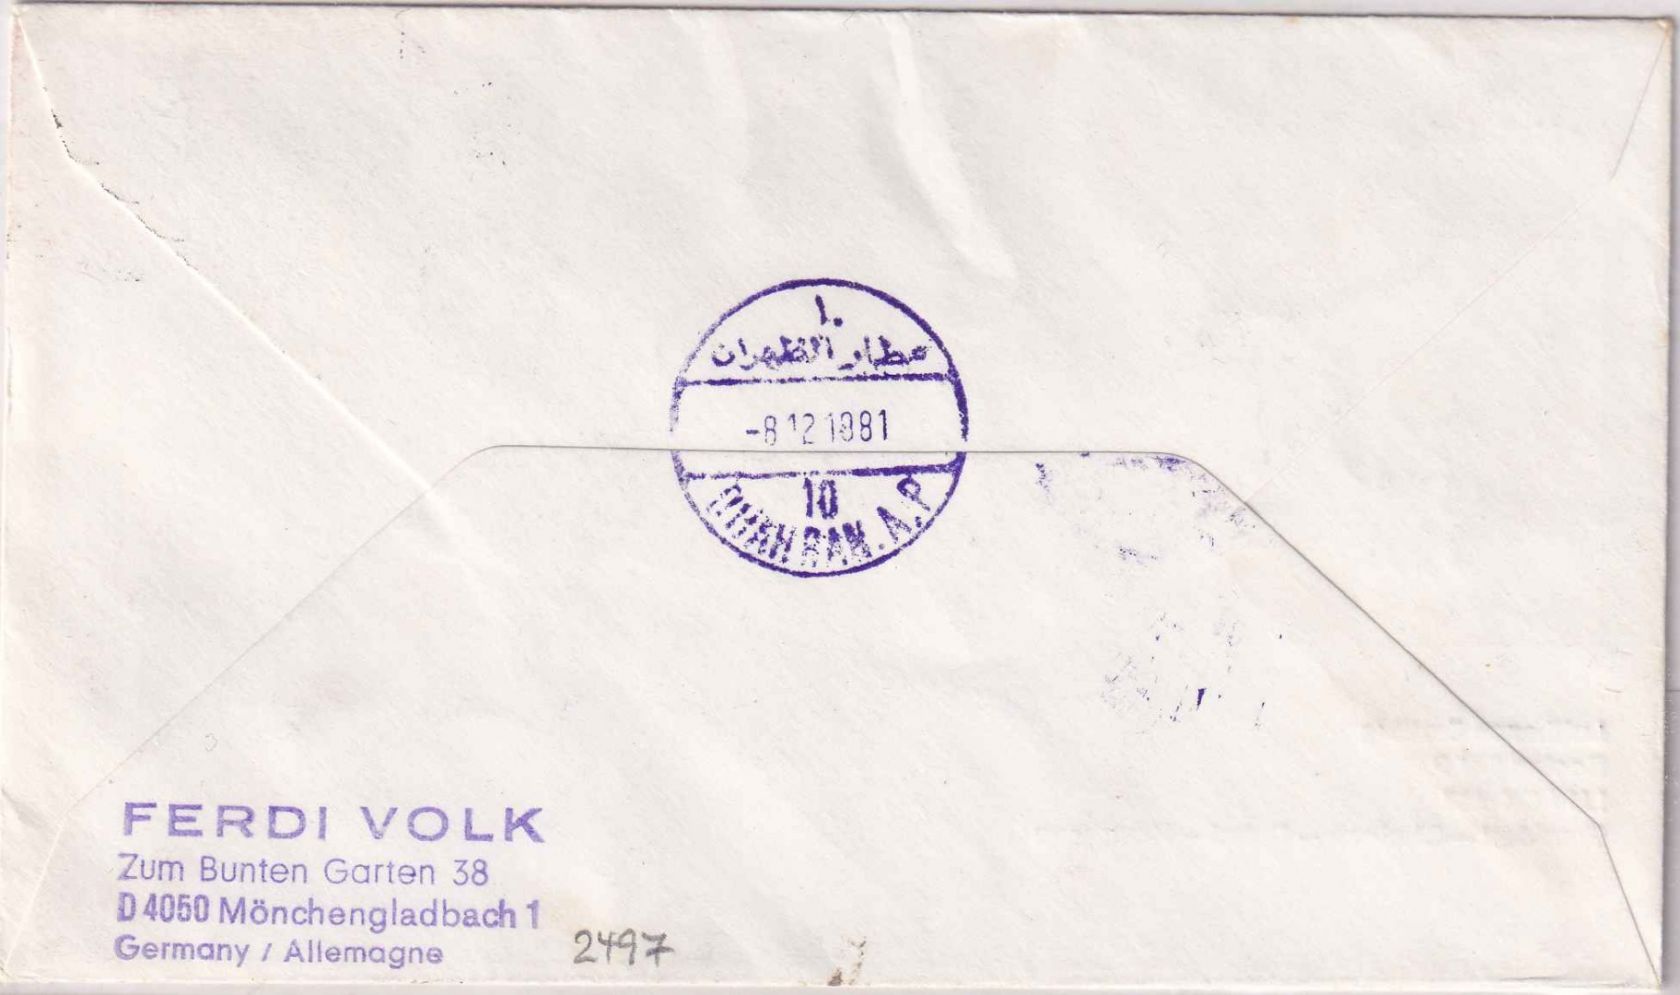 ١٠
مطار الظهران
-8 12 1981
10
DHAHRAN. A.P
FERDI VOLK
Zum Bunten Garten 38
D 4050 Mönchengladbach 1
Germany / Allemagne
2497